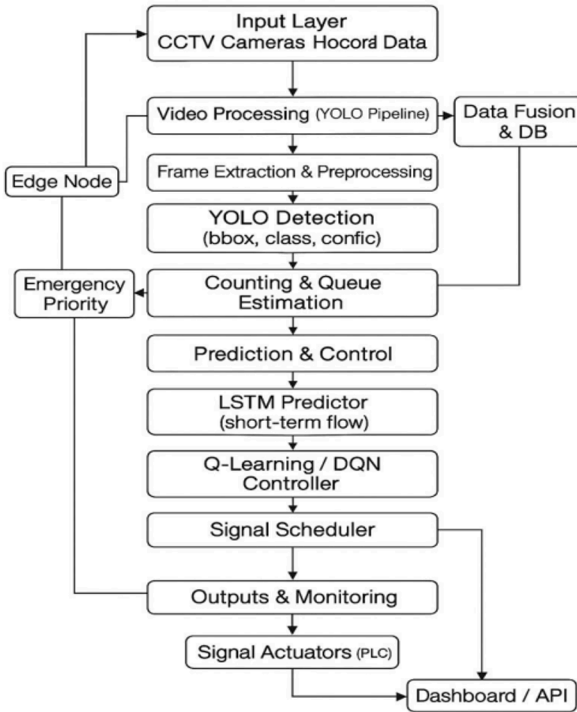 Input Layer
CCTV Cameras Hocord Data
Video Processing (YOLO Pipeline)
Data Fusion
& DB
Frame Extraction & Preprocessing
Edge Node
YOLO Detection
(bbox, class, confic)
Emergency
Priority
Counting & Queue
Estimation
Prediction & Control
LSTM Predictor
(short-term flow)
Q-Learning / DQN
Controller
Signal Scheduler
Outputs & Monitoring
Signal Actuators (PLC)
Dashboard / API